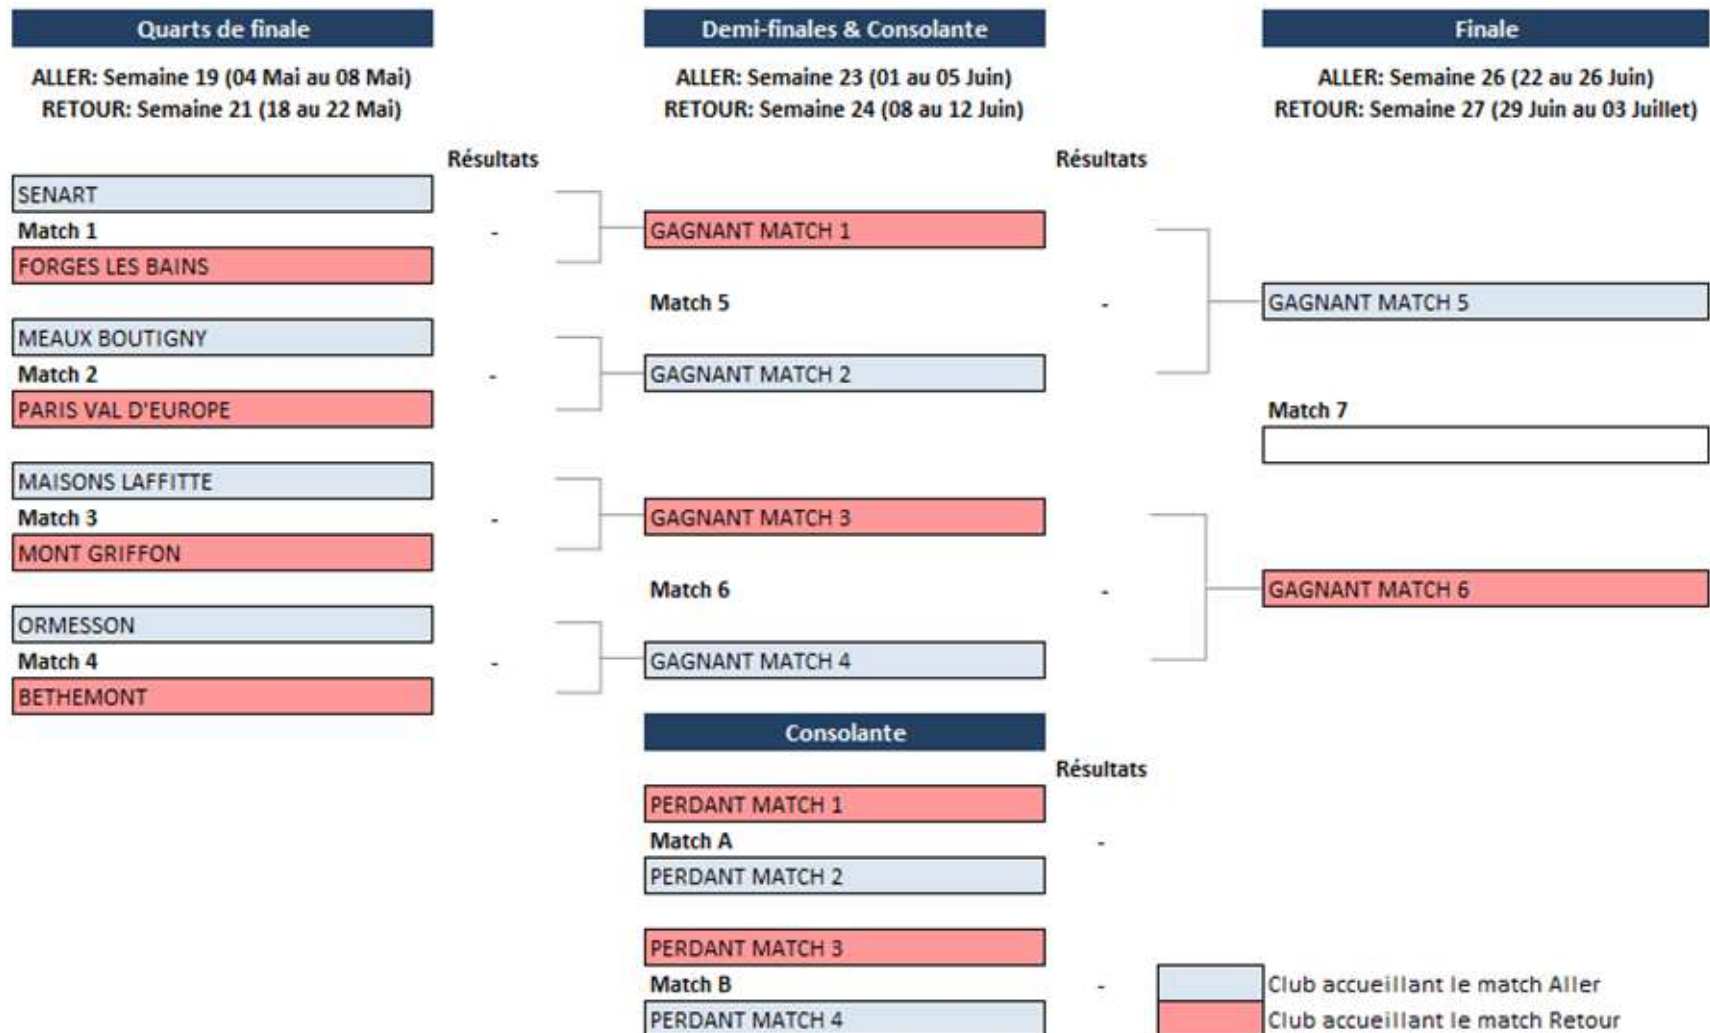 Quarts de finale
Demi-finales & Consolante
Finale
ALLER: Semaine 19 (04 Mai au 08 Mai)
RETOUR: Semaine 21 (18 au 22 Mai)
ALLER: Semaine 23 (01 au 05 Juin)
RETOUR: Semaine 24 (08 au 12 Juin)
ALLER: Semaine 26 (22 au 26 Juin)
RETOUR: Semaine 27 (29 Juin au 03 Juillet)
Résultats
Résultats
SENART
Match 1 -
FORGES LES BAINS
MEAUX BOUTIGNY
Match 2 -
PARIS VAL D'EUROPE
MAISONS LAFFITTE
Match 3 -
MONT GRIFFON
ORMESSON
Match 4 -
BETHEMONT
GAGNANT MATCH 1
Match 5 -
GAGNANT MATCH 2
GAGNANT MATCH 3
Match 6 -
GAGNANT MATCH 4
GAGNANT MATCH 5
Match 7
GAGNANT MATCH 6
Consolante
Résultats
PERDANT MATCH 1
Match A -
PERDANT MATCH 2
PERDANT MATCH 3
Match B -
PERDANT MATCH 4
Club accueillant le match Aller
Club accueillant le match Retour